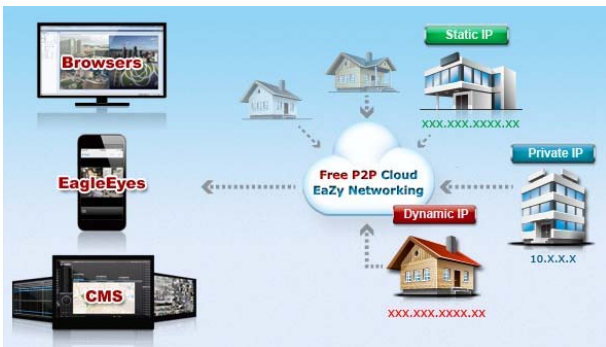 Browsers
EagleEyes
CMS
Free P2P Cloud
EaZy Networking
Static IP
xxx.xxx.xxxx.xx
Private IP
10.x.x.x
Dynamic IP
xxx.xxx.xxxx.xx